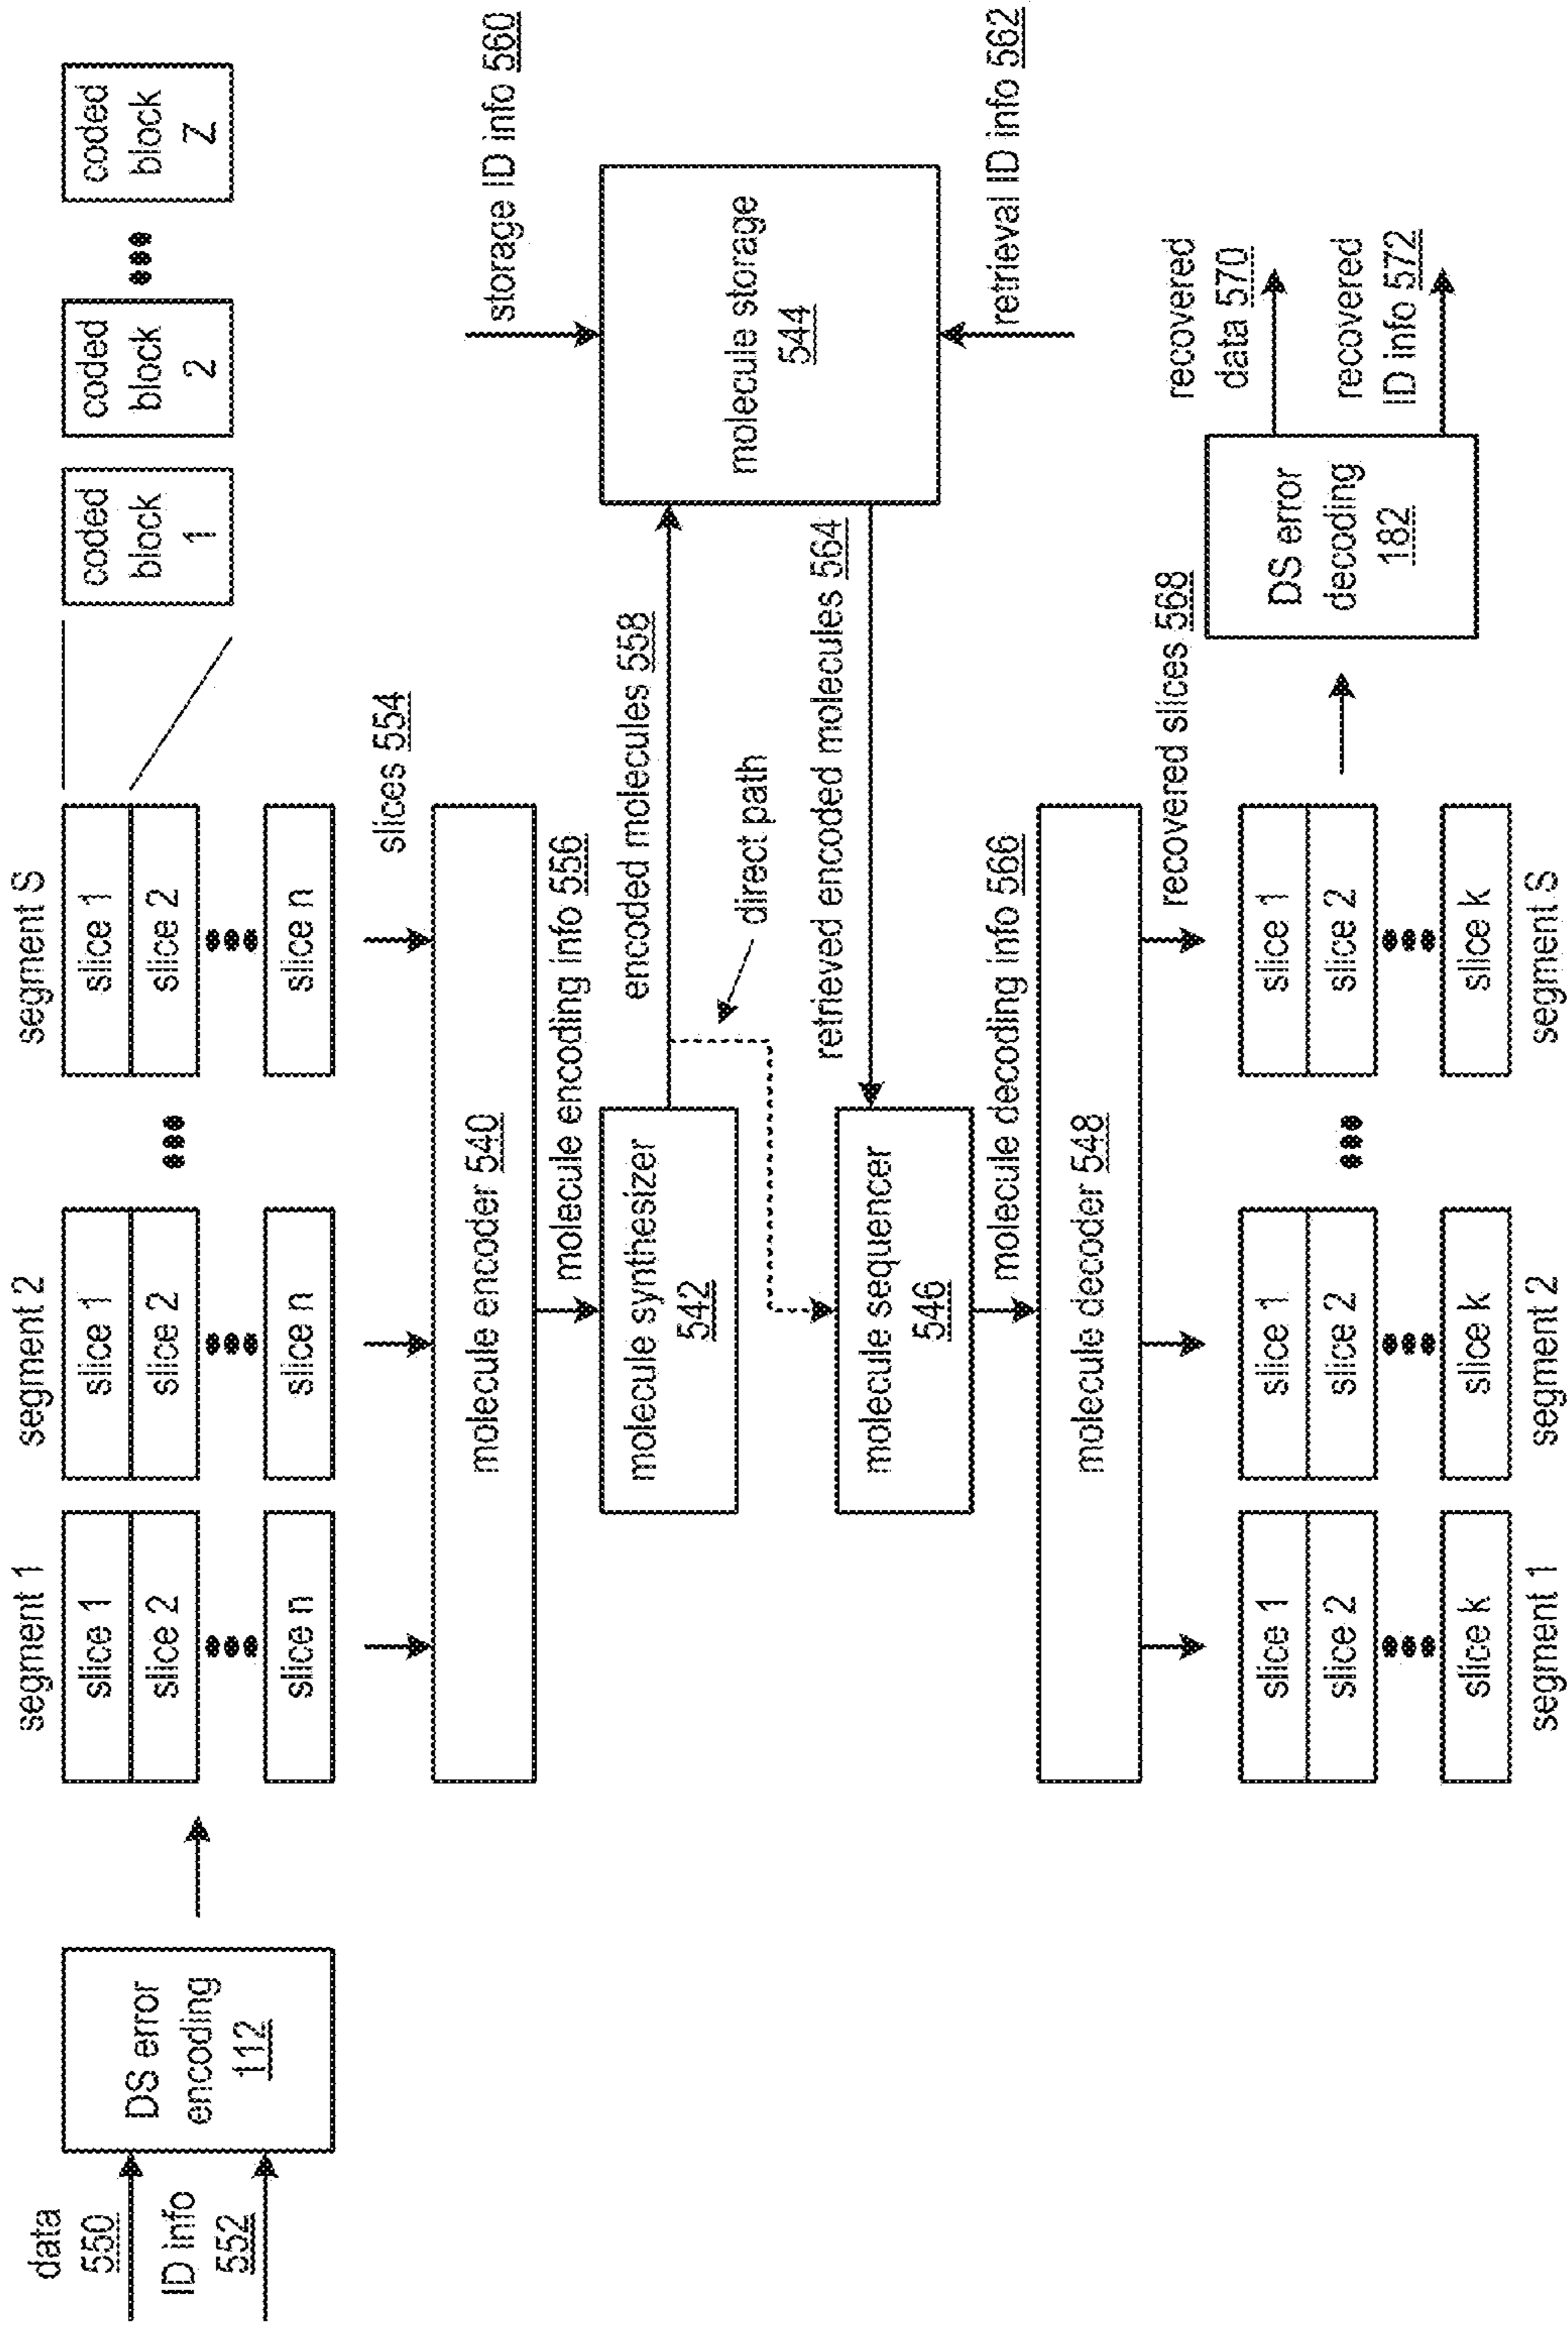 data
550
ID info
552
DS error
encoding
112
segment 1
slice 1
slice 2
slice n
segment 2
slice 1
slice 2
slice n
segment S
slice 1
slice 2
slice n
coded
block
1
coded
block
2
coded
block
Z
slices 554
molecule encoder 540
molecule encoding info 556
molecule synthesizer
542
encoded molecules 558
direct path
storage ID info 560
molecule storage
544
retrieval ID info 562
retrieved encoded molecules 564
molecule sequencer
546
molecule decoding info 566
molecule decoder 548
recovered slices 568
slice 1
slice 2
slice k
segment 1
slice 1
slice 2
slice k
segment 2
slice 1
slice 2
slice k
segment S
DS error
decoding
182
recovered
data 570
recovered
ID info 572